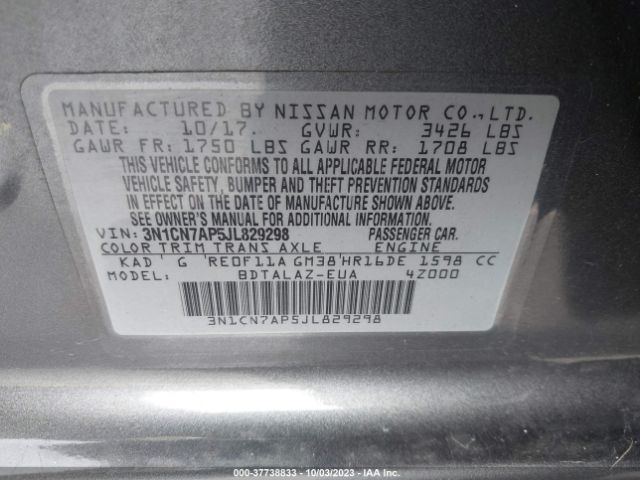 MANUFACTURED BY NISSAN MOTOR CO.,LTD.
DATE: 10/17. GVWR: 3426 LBS
GAWR FR: 1750 LBS GAWR RR: 1708 LBS
THIS VEHICLE CONFORMS TO ALL APPLICABLE FEDERAL MOTOR
VEHICLE SAFETY, BUMPER AND THEFT PREVENTION STANDARDS
IN EFFECT ON THE DATE OF MANUFACTURE SHOWN ABOVE.
SEE OWNER'S MANUAL FOR ADDITIONAL INFORMATION.
VIN: 3N1CN7AP5JL829298 PASSENGER CAR.
COLOR TRIM TRANS AXLE ENGINE
KAD G RE0F11A GM38 HR16DE 1598 CC
MODEL: BDTALAZ-EUA 4Z000
3N1CN7AP5JL829298
000-37738833 - 10/03/2023 - IAA Inc.